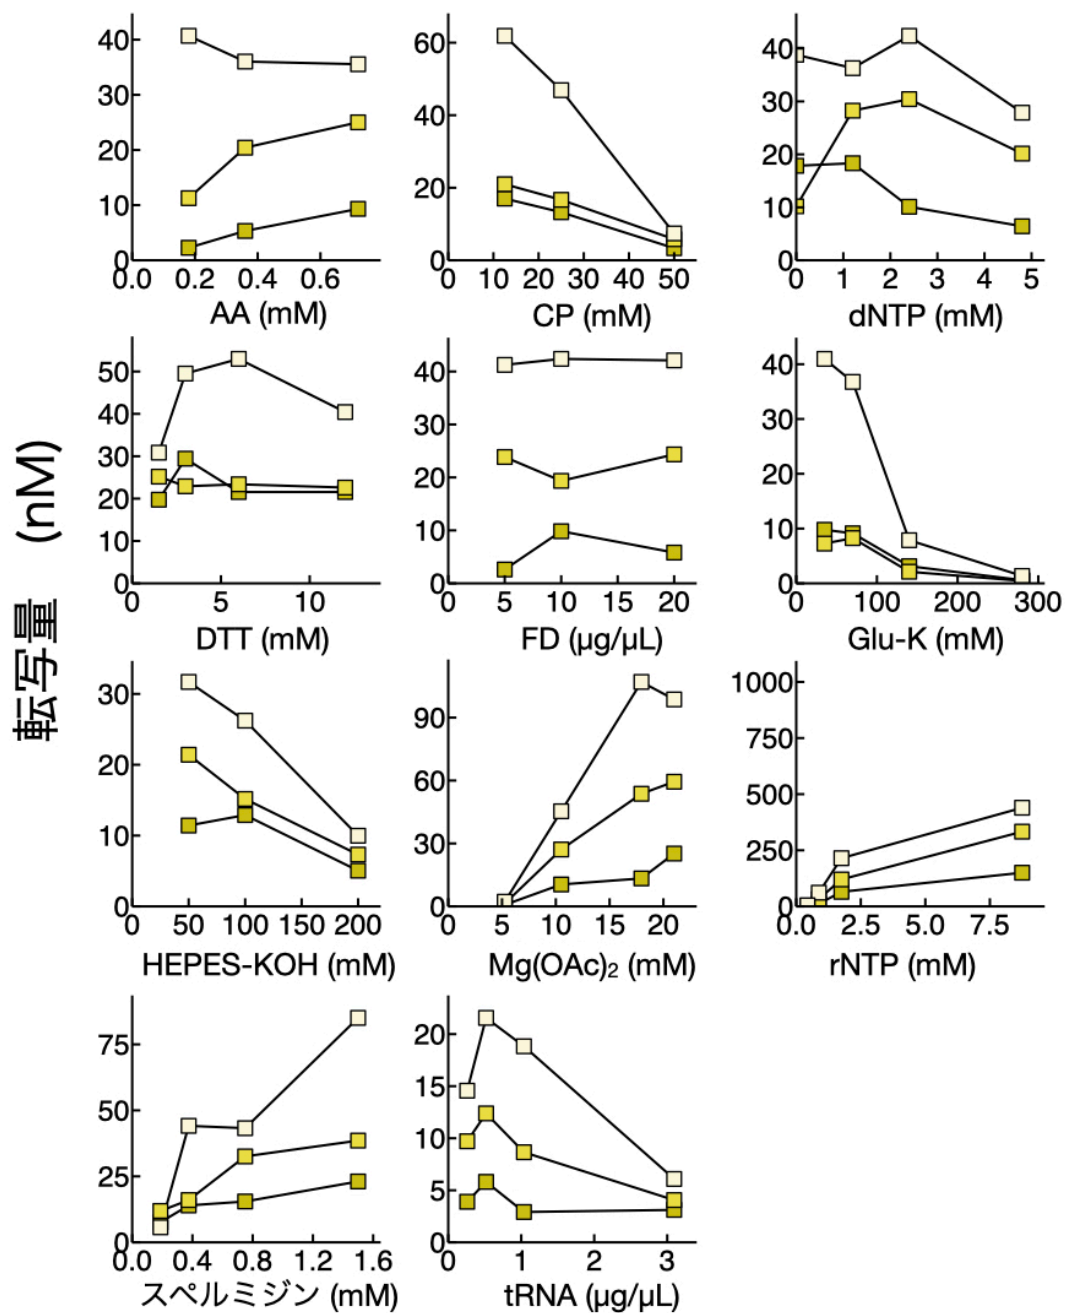 転写量 (nM)
40
30
20
10
0
0.0 0.2 0.4 0.6
AA (mM)
60
40
20
0
0 10 20 30 40 50
CP (mM)
40
30
20
10
0
0 1 2 3 4 5
dNTP (mM)
50
40
30
20
10
0
0 5 10
DTT (mM)
40
30
20
10
0
0 5 10 15 20
FD (µg/µL)
40
30
20
10
0
0 100 200 300
Glu-K (mM)
30
20
10
0
0 50 100 150 200
HEPES-KOH (mM)
90
60
30
0
0 5 10 15 20
Mg(OAc)₂ (mM)
1000
750
500
250
0
0.0 2.5 5.0 7.5
rNTP (mM)
75
50
25
0
0.0 0.4 0.8 1.2 1.6
スペルミジン (mM)
20
15
10
5
0
0 1 2 3
tRNA (µg/µL)